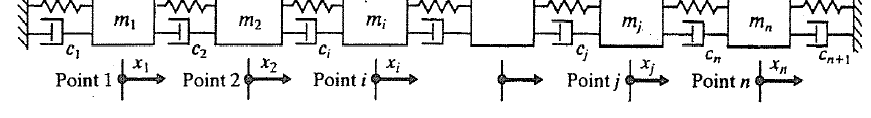 m1 m2 mi mj mn
c1 c2 ci cj cn cn+1
x1 x2 xi xj xn
Point 1 Point 2 Point i Point j Point n